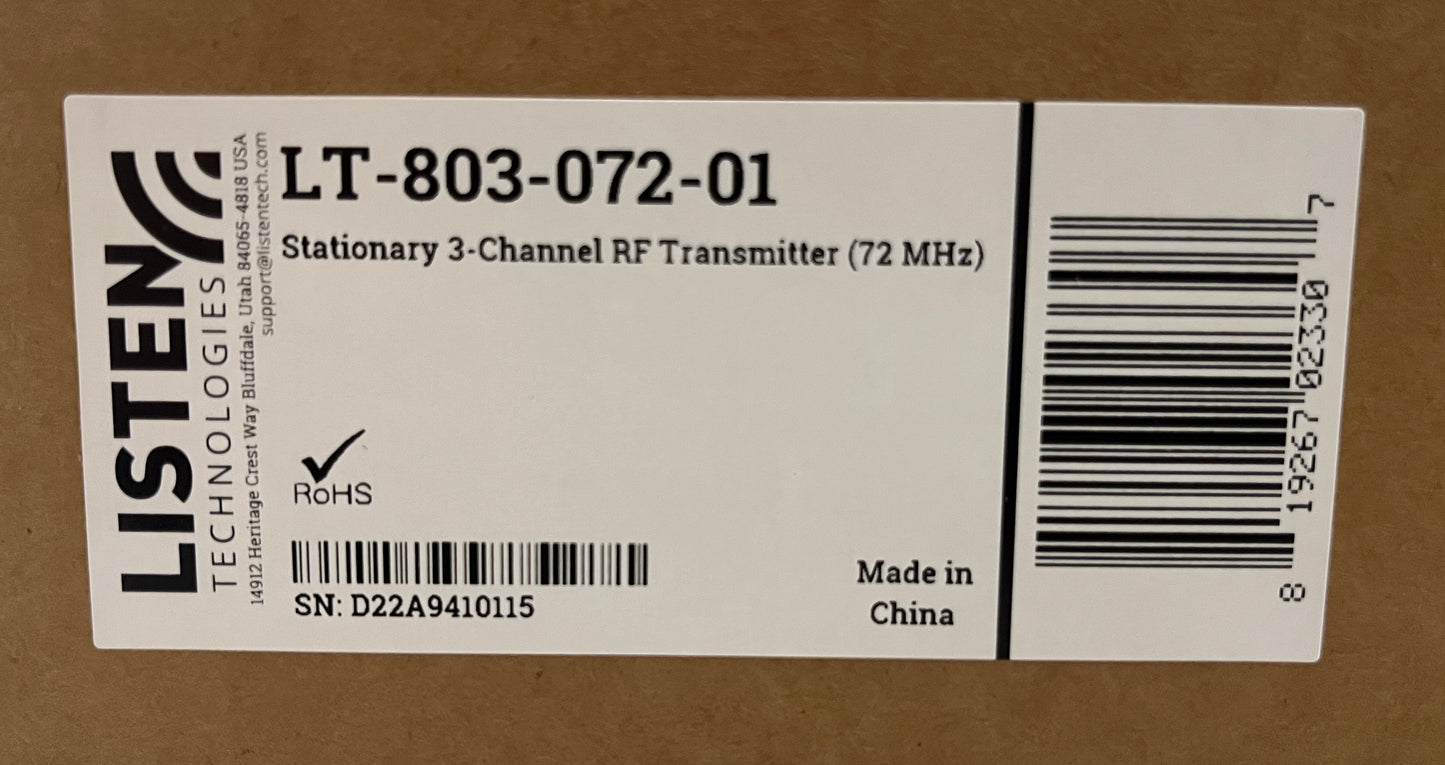 LISTEN
TECHNOLOGIES
14912 Heritage Crest Way Bluffdale, Utah 84065-4818 USA
support@listentech.com
LT-803-072-01
Stationary 3-Channel RF Transmitter (72 MHz)
RoHS
SN: D22A9410115
Made in
China
8 19267 02330 7